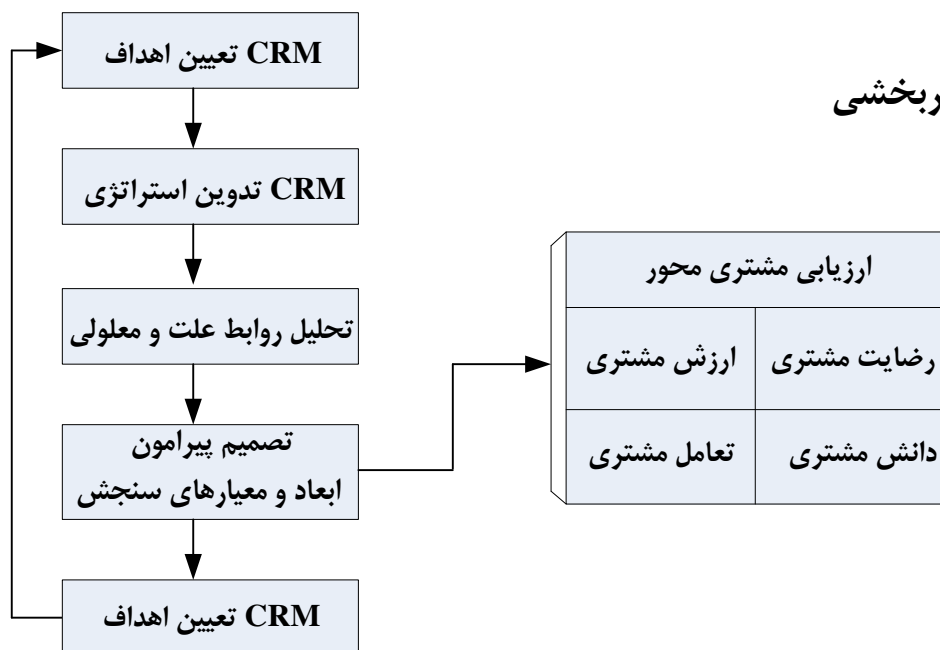 تعیین اهداف CRM
تدوین استراتژی CRM
تحلیل روابط علت و معلولی
تصمیم پیرامون
ابعاد و معیارهای سنجش
تعیین اهداف CRM
ربخشی
ارزیابی مشتری محور
رضایت مشتری
ارزش مشتری
دانش مشتری
تعامل مشتری